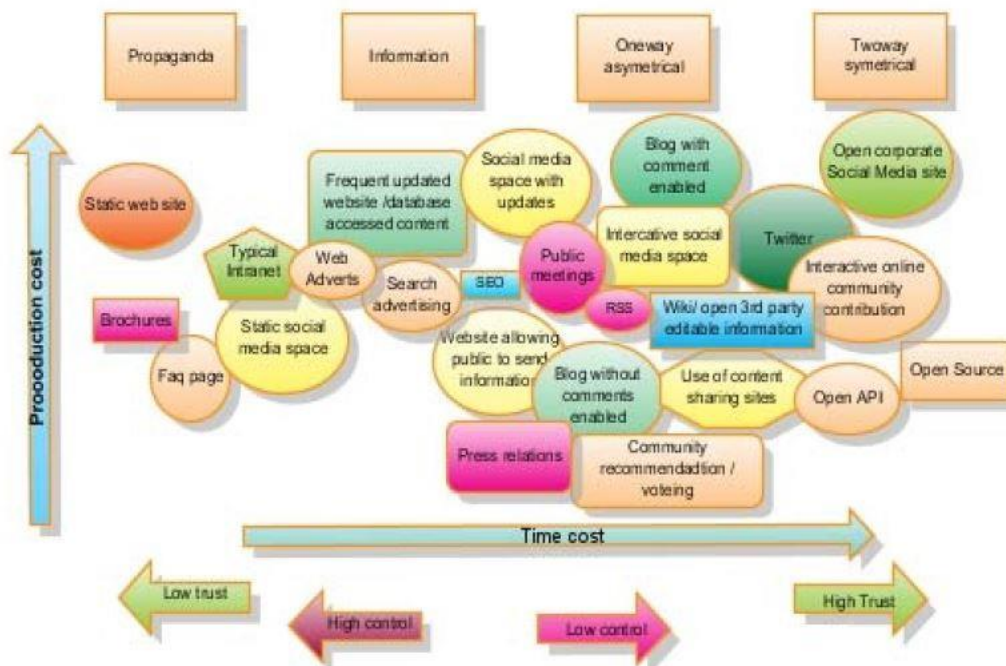 Propaganda
Information
Oneway
asymetrical
Twoway
symetrical
Static web site
Frequent updated
website /database
accessed content
Social media
space with
updates
Blog with
comment
enabled
Open corporate
Social Media site
Typical
Intranet
Web
Adverts
Search
advertising
SEO
Public
meetings
Intercative social
media space
Twitter
Interactive online
community
contribution
Brochures
Static social
media space
RSS
Wiki/ open 3rd party
editable information
Faq page
Website allowing
public to send
information
Blog without
comments
enabled
Use of content
sharing sites
Open API
Open Source
Press relations
Community
recommendadtion /
voteing
Proooduction cost
Time cost
Low trust
High control
Low control
High Trust